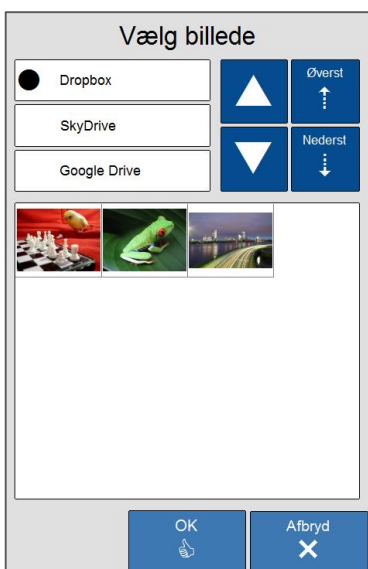 Vælg billede
Dropbox
Øverst
SkyDrive
Nederst
Google Drive
OK
Afbryd